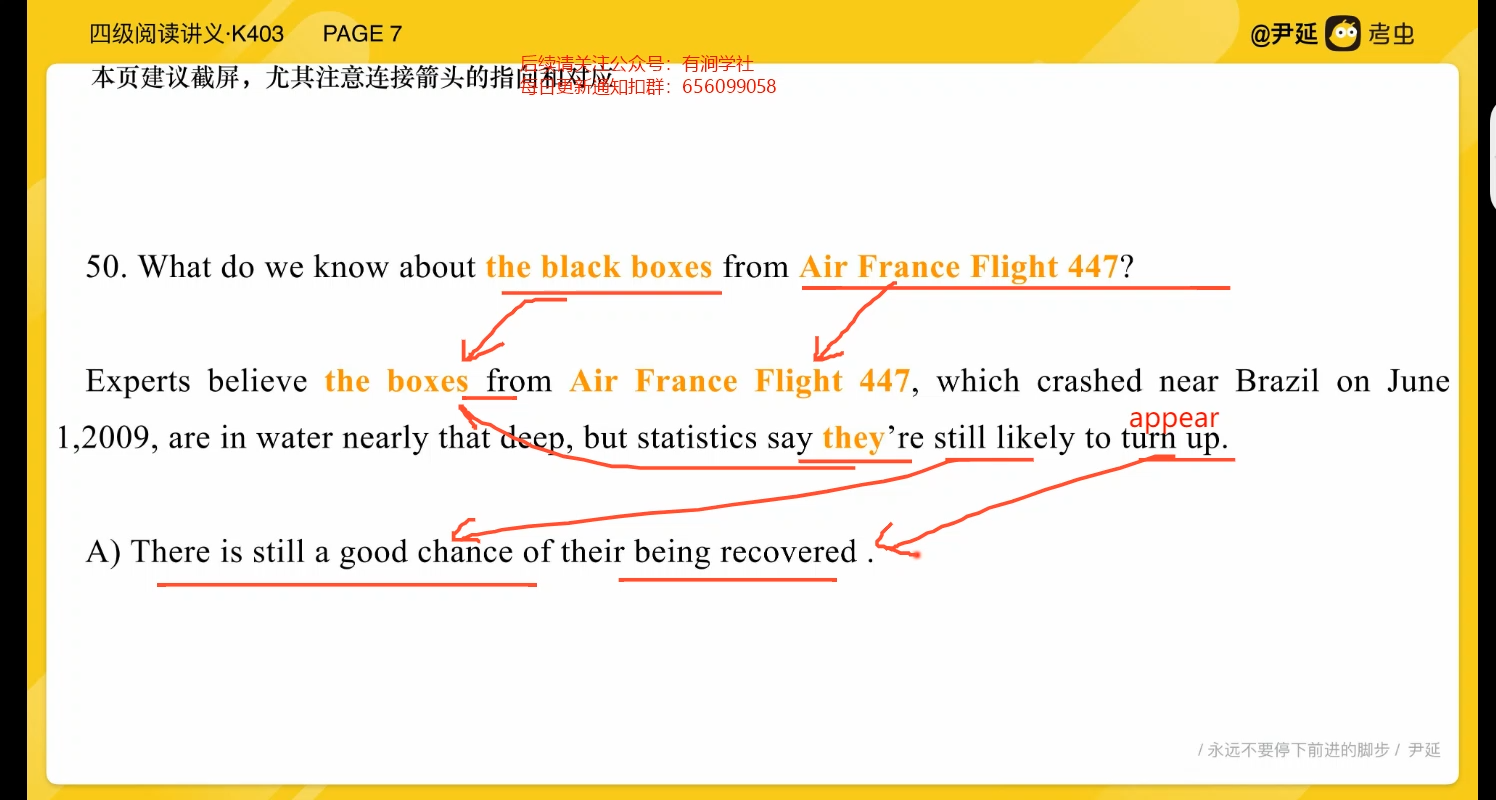 四级阅读讲义·K403 PAGE 7
@尹延 考虫
后续请关注公众号：有涧学社
本页建议截屏，尤其注意连接箭头的指向和对应
每日更新通知扣群：656099058
50. What do we know about the black boxes from Air France Flight 447?
Experts believe the boxes from Air France Flight 447, which crashed near Brazil on June
appear
1,2009, are in water nearly that deep, but statistics say they’re still likely to turn up.
A) There is still a good chance of their being recovered .
/ 永远不要停下前进的脚步 / 尹延